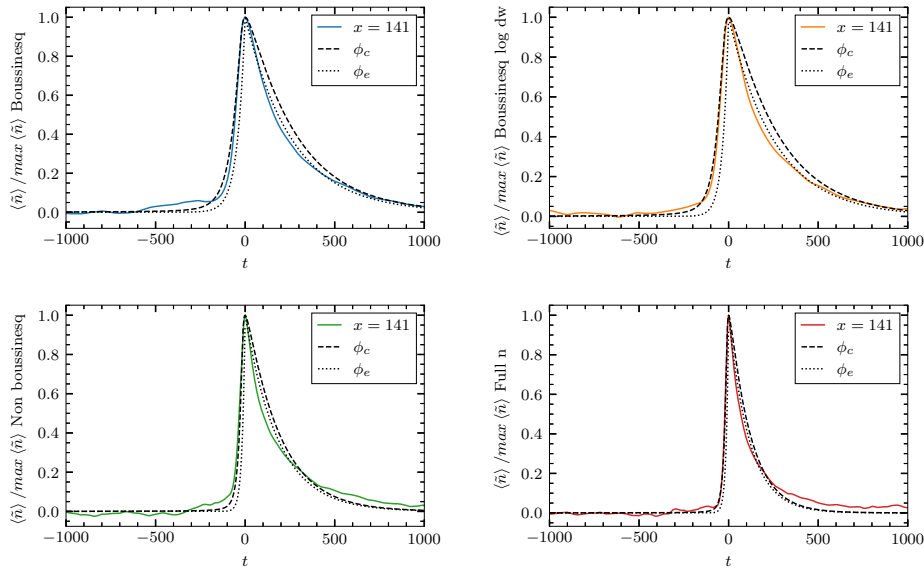 ⟨ñ⟩ / max ⟨ñ⟩ Boussinesq
1.0
0.8
0.6
0.4
0.2
0.0
x = 141
ϕc
ϕe
−1000 −500 0 500 1000
t
⟨ñ⟩ / max ⟨ñ⟩ Boussinesq log dw
1.0
0.8
0.6
0.4
0.2
0.0
x = 141
ϕc
ϕe
−1000 −500 0 500 1000
t
⟨ñ⟩ / max ⟨ñ⟩ Non boussinesq
1.0
0.8
0.6
0.4
0.2
0.0
x = 141
ϕc
ϕe
−1000 −500 0 500 1000
t
⟨ñ⟩ / max ⟨ñ⟩ Full n
1.0
0.8
0.6
0.4
0.2
0.0
x = 141
ϕc
ϕe
−1000 −500 0 500 1000
t